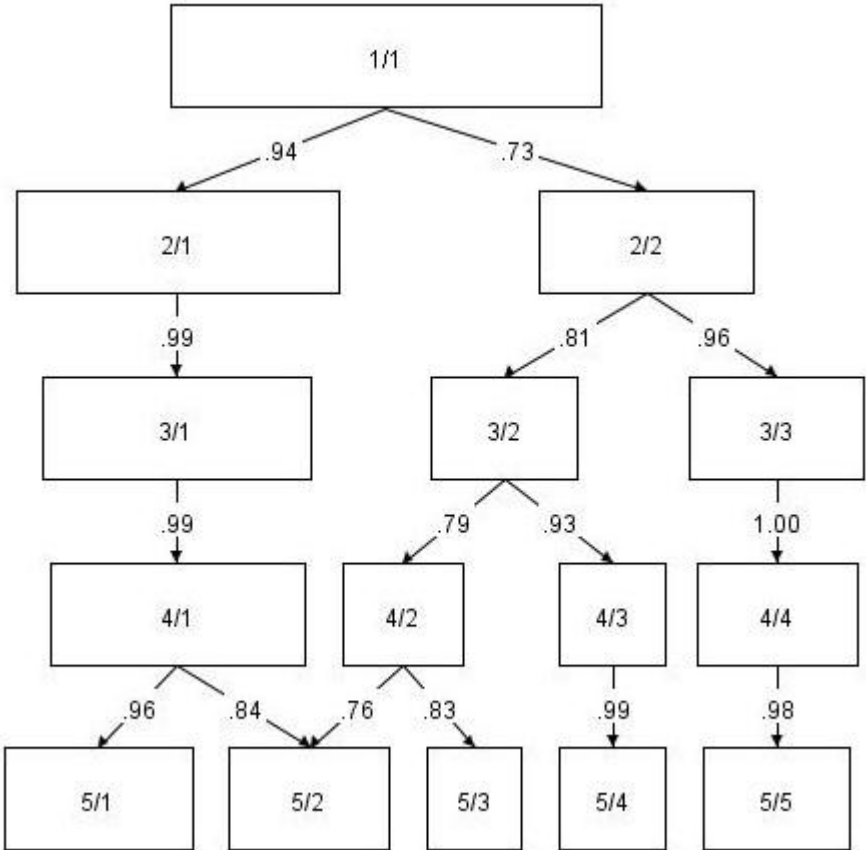 1/1
.94 .73
2/1 2/2
.99 .81 .96
3/1 3/2 3/3
.99 .79 .93 1.00
4/1 4/2 4/3 4/4
.96 .84 .76 .83 .99 .98
5/1 5/2 5/3 5/4 5/5